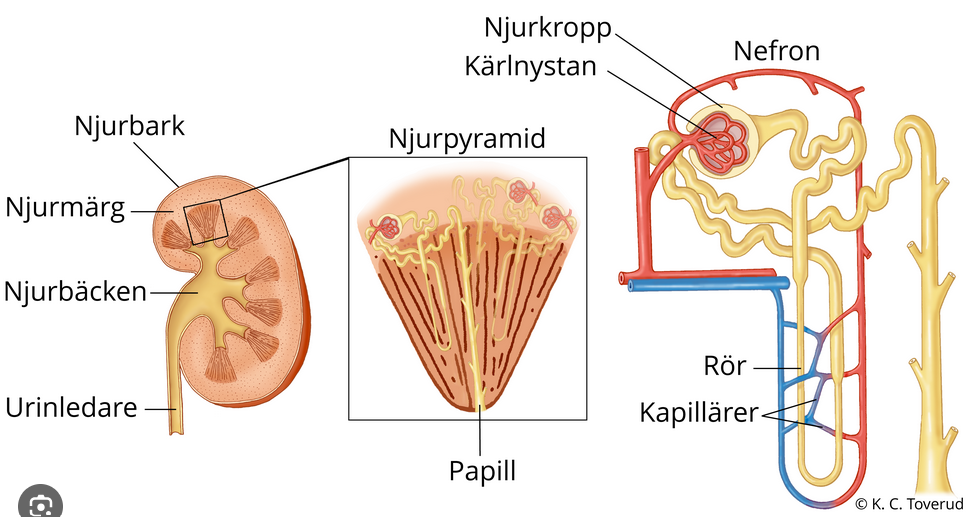 Njurkropp
Kärlnystan
Nefron
Njurbark
Njurpyramid
Njurmärg
Njurbäcken
Rör
Urinledare
Kapillärer
Papill
© K. C. Toverud